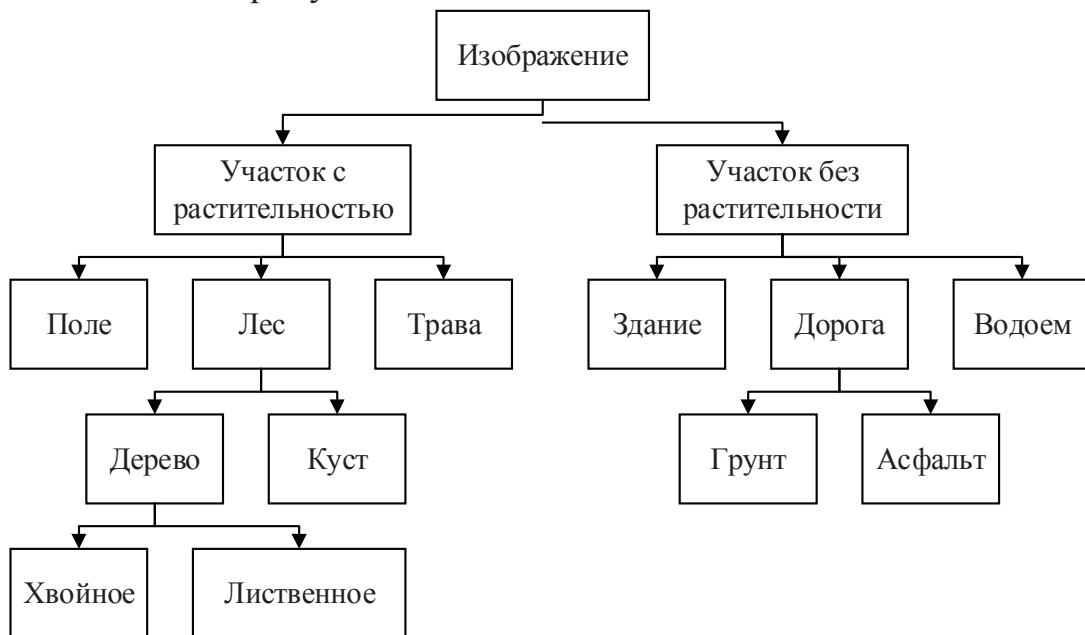 Изображение
Участок с
растительностью
Участок без
растительности
Поле
Лес
Трава
Здание
Дорога
Водоем
Дерево
Куст
Грунт
Асфальт
Хвойное
Лиственное